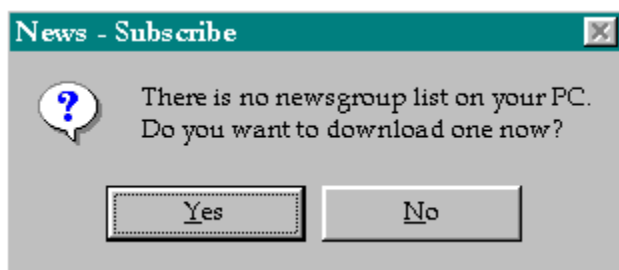 News - Subscribe
There is no newsgroup list on your PC.
Do you want to download one now?
Yes
No